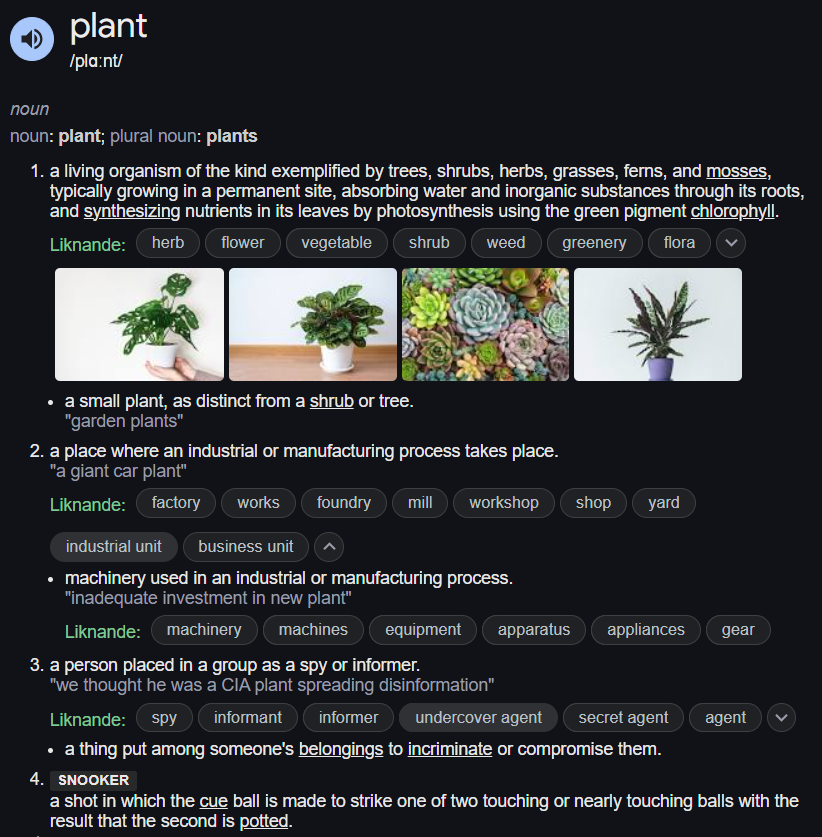 plant
/plɑːnt/
noun
noun: plant; plural noun: plants
1. a living organism of the kind exemplified by trees, shrubs, herbs, grasses, ferns, and mosses,
typically growing in a permanent site, absorbing water and inorganic substances through its roots,
and synthesizing nutrients in its leaves by photosynthesis using the green pigment chlorophyll.
Liknande: herb flower vegetable shrub weed greenery flora
• a small plant, as distinct from a shrub or tree.
"garden plants"
2. a place where an industrial or manufacturing process takes place.
"a giant car plant"
Liknande: factory works foundry mill workshop shop yard
industrial unit business unit
• machinery used in an industrial or manufacturing process.
"inadequate investment in new plant"
Liknande: machinery machines equipment apparatus appliances gear
3. a person placed in a group as a spy or informer.
"we thought he was a CIA plant spreading disinformation"
Liknande: spy informant informer undercover agent secret agent agent
• a thing put among someone's belongings to incriminate or compromise them.
4. SNOOKER
a shot in which the cue ball is made to strike one of two touching or nearly touching balls with the
result that the second is potted.